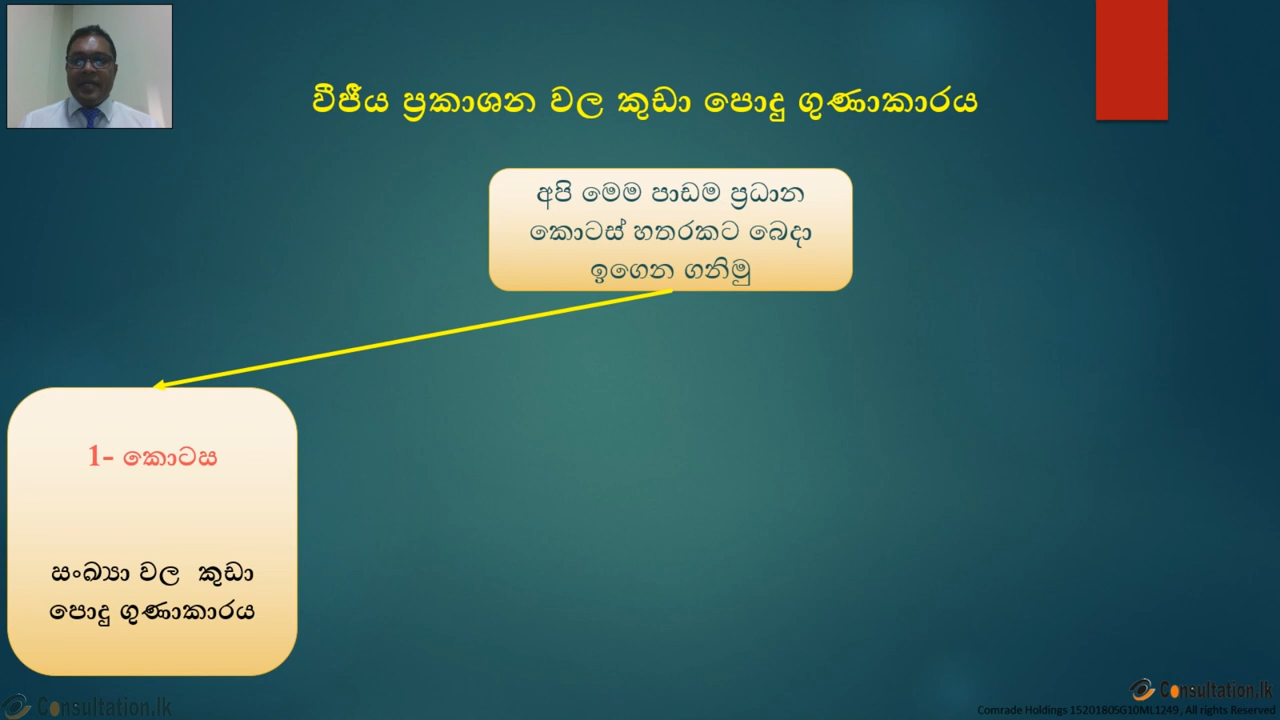 වීජීය ප්‍රකාශන වල කුඩා පොදු ගුණාකාරය
අපි මෙම පාඩම ප්‍රධාන
කොටස් හතරකට බෙදා
ඉගෙන ගනිමු
1- කොටස
සංඛ්‍යා වල කුඩා
පොදු ගුණාකාරය
Consultation.lk
Consultation.lk
Comrade Holdings 15201805G10ML1249, All rights Reserved.